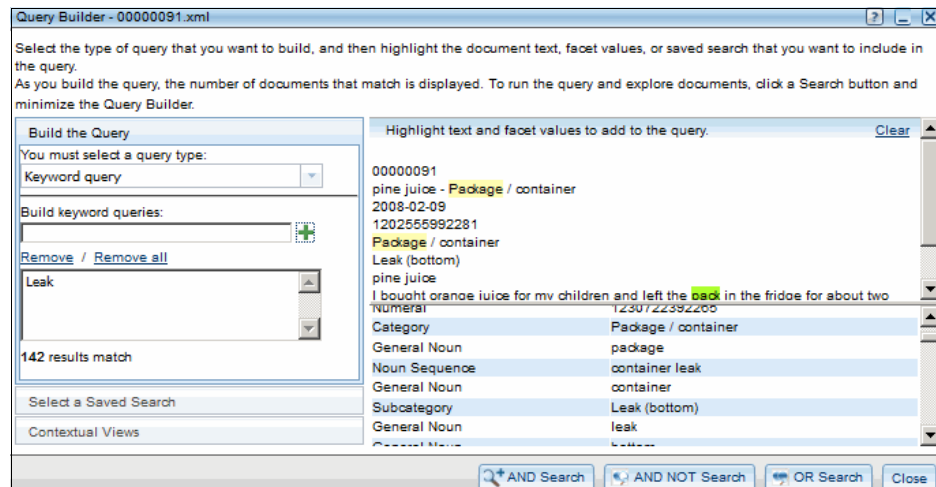 Query Builder - 00000091.xml
?
Select the type of query that you want to build, and then highlight the document text, facet values, or saved search that you want to include in
the query.
As you build the query, the number of documents that match is displayed. To run the query and explore documents, click a Search button and
minimize the Query Builder.
Build the Query
You must select a query type:
Keyword query
Build keyword queries:
Remove / Remove all
Leak
142 results match
Select a Saved Search
Contextual Views
Highlight text and facet values to add to the query. Clear
00000091
pine juice - Package / container
2008-02-09
1202555992281
Package / container
Leak (bottom)
pine juice
I bought orange juice for my children and left the pack in the fridge for about two
Numeral 1230722392265
Category Package / container
General Noun package
Noun Sequence container leak
General Noun container
Subcategory Leak (bottom)
General Noun leak
General Noun bottom
AND Search AND NOT Search OR Search Close